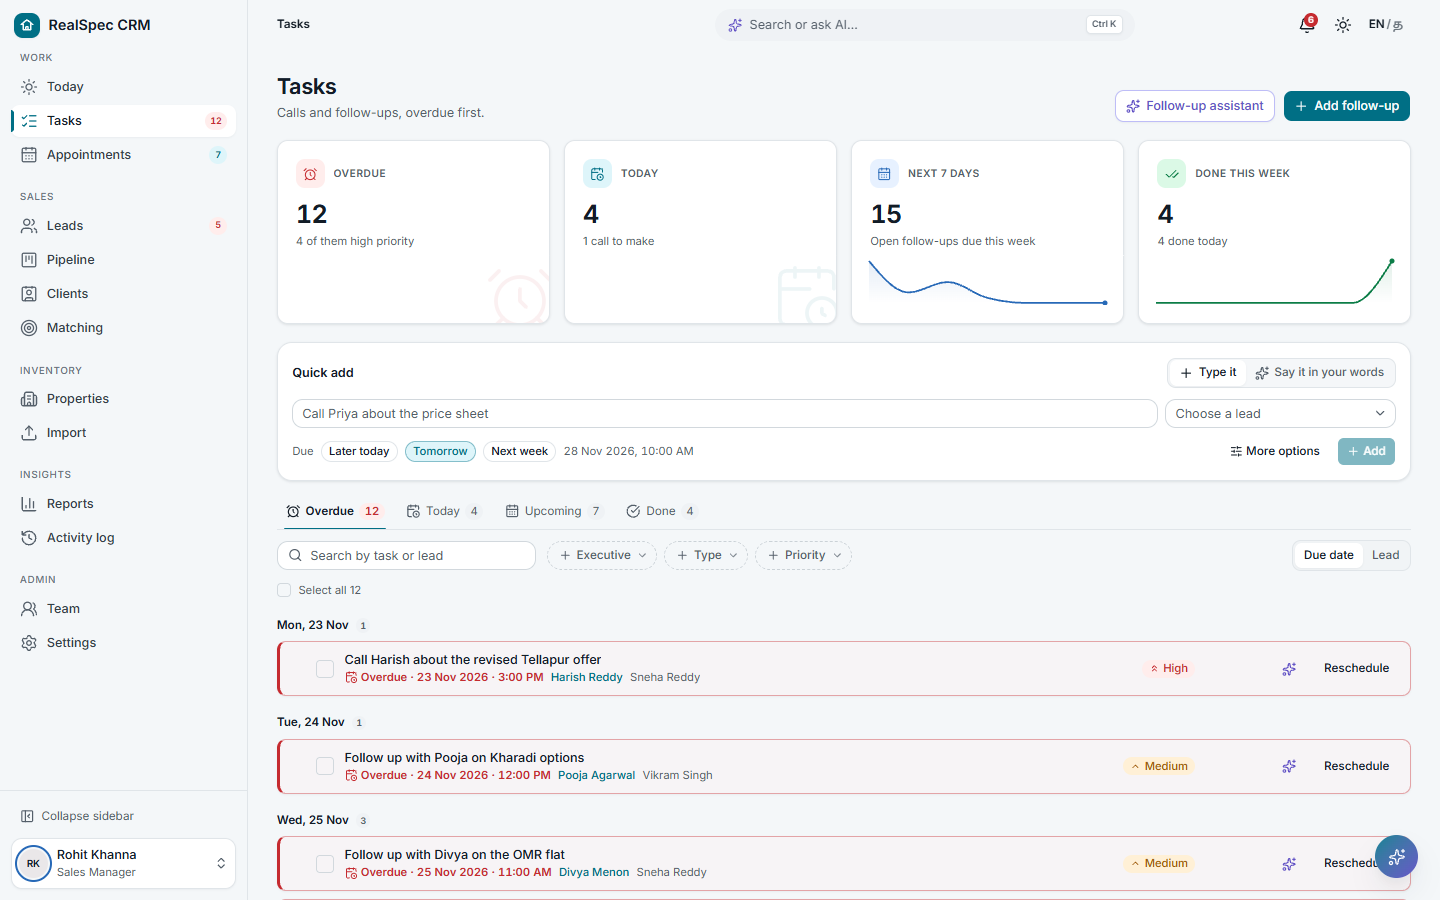 RealSpec CRM
WORK
Today
Tasks 12
Appointments 7
SALES
Leads 5
Pipeline
Clients
Matching
INVENTORY
Properties
Import
INSIGHTS
Reports
Activity log
ADMIN
Team
Settings
Collapse sidebar
RK
Rohit Khanna
Sales Manager
Tasks
Search or ask AI...
Ctrl K
6
EN / த
Tasks
Calls and follow-ups, overdue first.
Follow-up assistant
Add follow-up
OVERDUE
12
4 of them high priority
TODAY
4
1 call to make
NEXT 7 DAYS
15
Open follow-ups due this week
DONE THIS WEEK
4
4 done today
Quick add
Type it
Say it in your words
Call Priya about the price sheet
Choose a lead
Due Later today Tomorrow Next week 28 Nov 2026, 10:00 AM
More options
Add
Overdue 12 Today 4 Upcoming 7 Done 4
Search by task or lead
Executive Type Priority
Due date Lead
Select all 12
Mon, 23 Nov 1
Call Harish about the revised Tellapur offer
Overdue · 23 Nov 2026 · 3:00 PM Harish Reddy Sneha Reddy
High
Reschedule
Tue, 24 Nov 1
Follow up with Pooja on Kharadi options
Overdue · 24 Nov 2026 · 12:00 PM Pooja Agarwal Vikram Singh
Medium
Reschedule
Wed, 25 Nov 3
Follow up with Divya on the OMR flat
Overdue · 25 Nov 2026 · 11:00 AM Divya Menon Sneha Reddy
Medium